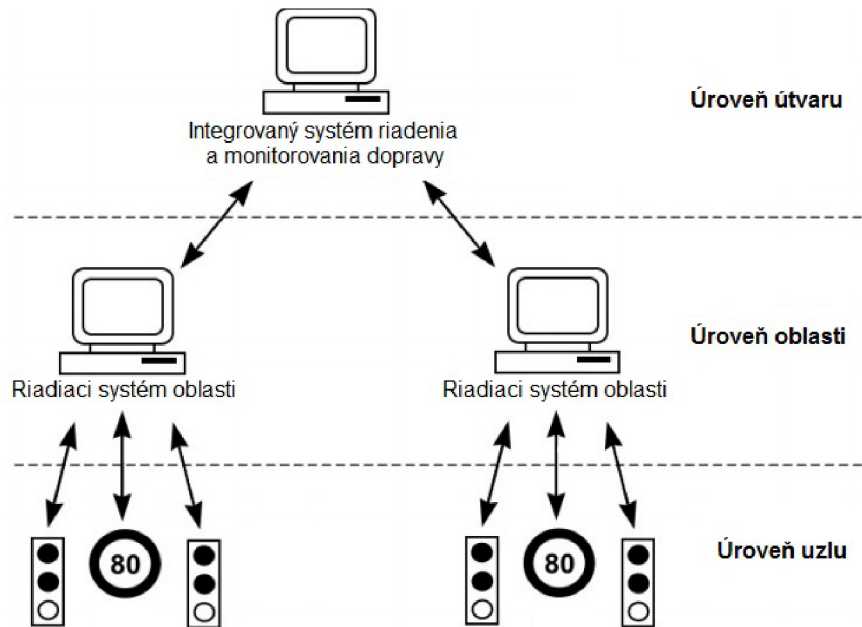 Úroveň útvaru
Integrovaný systém riadenia
a monitorovania dopravy
Úroveň oblasti
Riadiaci systém oblasti
Riadiaci systém oblasti
80
80
Úroveň uzlu